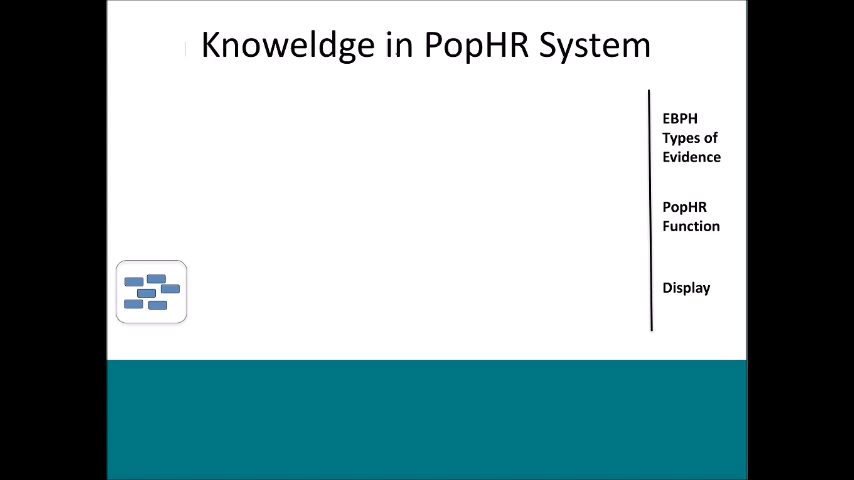 Knoweldge in PopHR System
EBPH
Types of
Evidence
PopHR
Function
Display